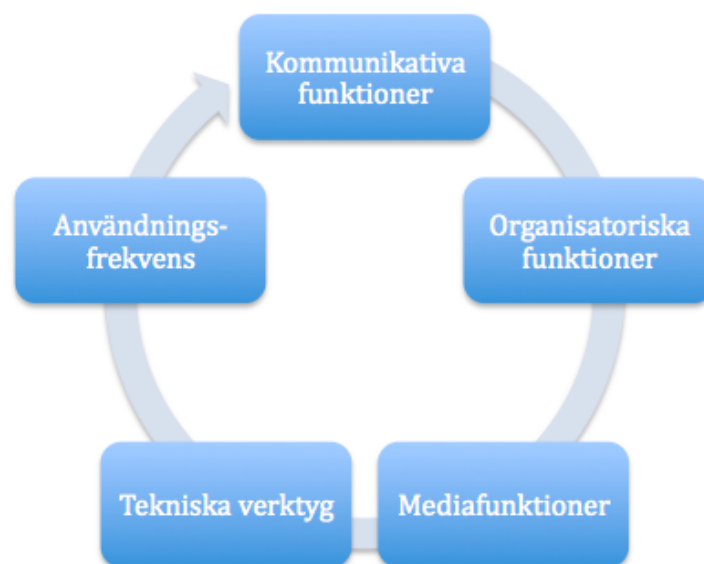 Kommunikativa
funktioner
Organisatoriska
funktioner
Mediafunktioner
Tekniska verktyg
Användnings-
frekvens